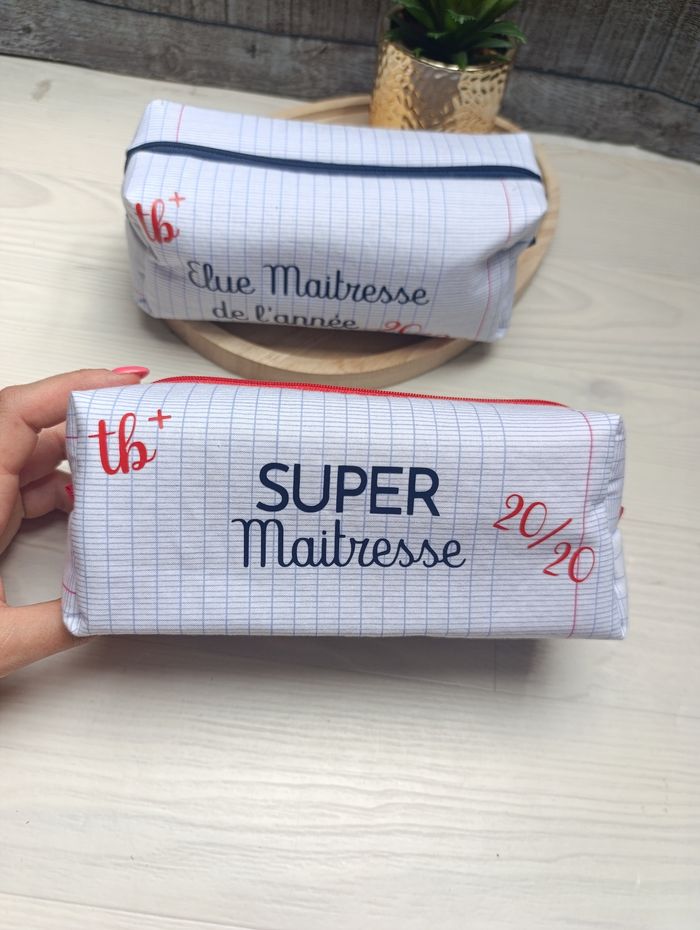 tb+
Elue Maitresse
de l'année
tb+
SUPER
Maitresse
20/20